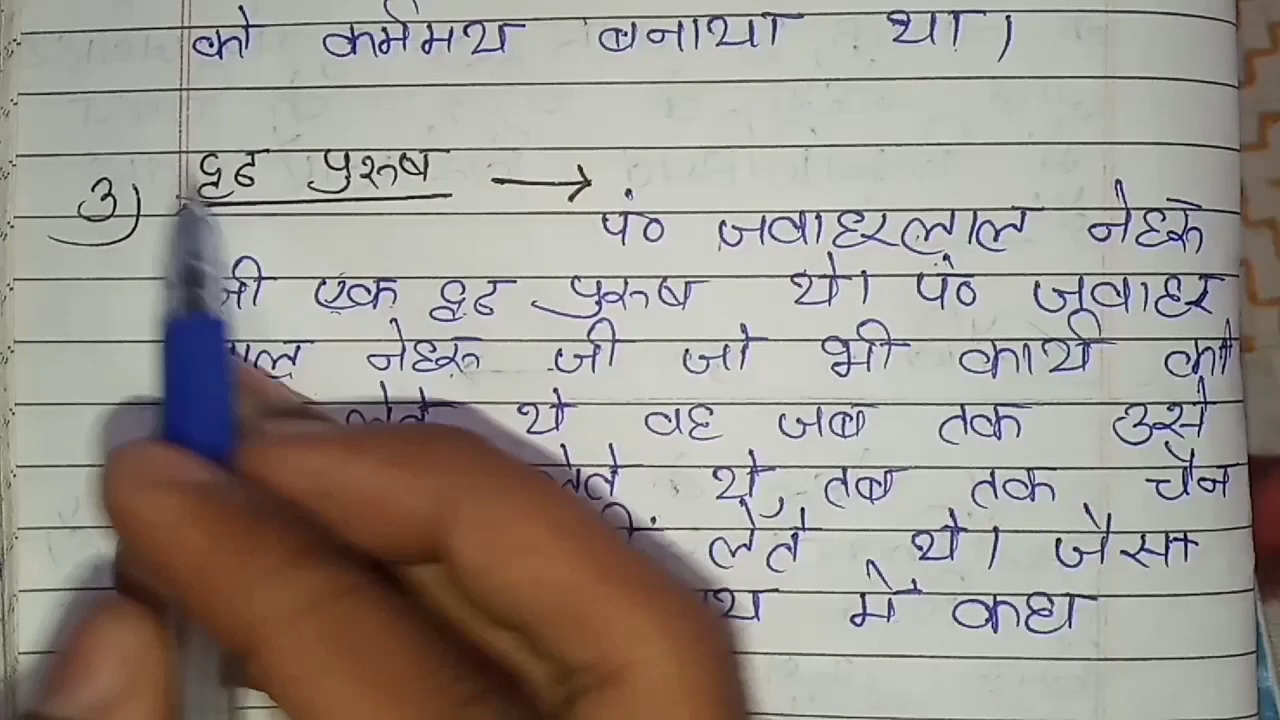 को कर्ममय बनाया था।
3) दृढ पुरुष →
पं० जवाहरलाल नेहरू
जी एक दृढ पुरुष थे। पं० जवाहर
लाल नेहरू जी जो भी कार्य को
लेते थे वह जब तक उसे
लेते थे, तब तक चैन
लेते थे। जैसा
में कहा